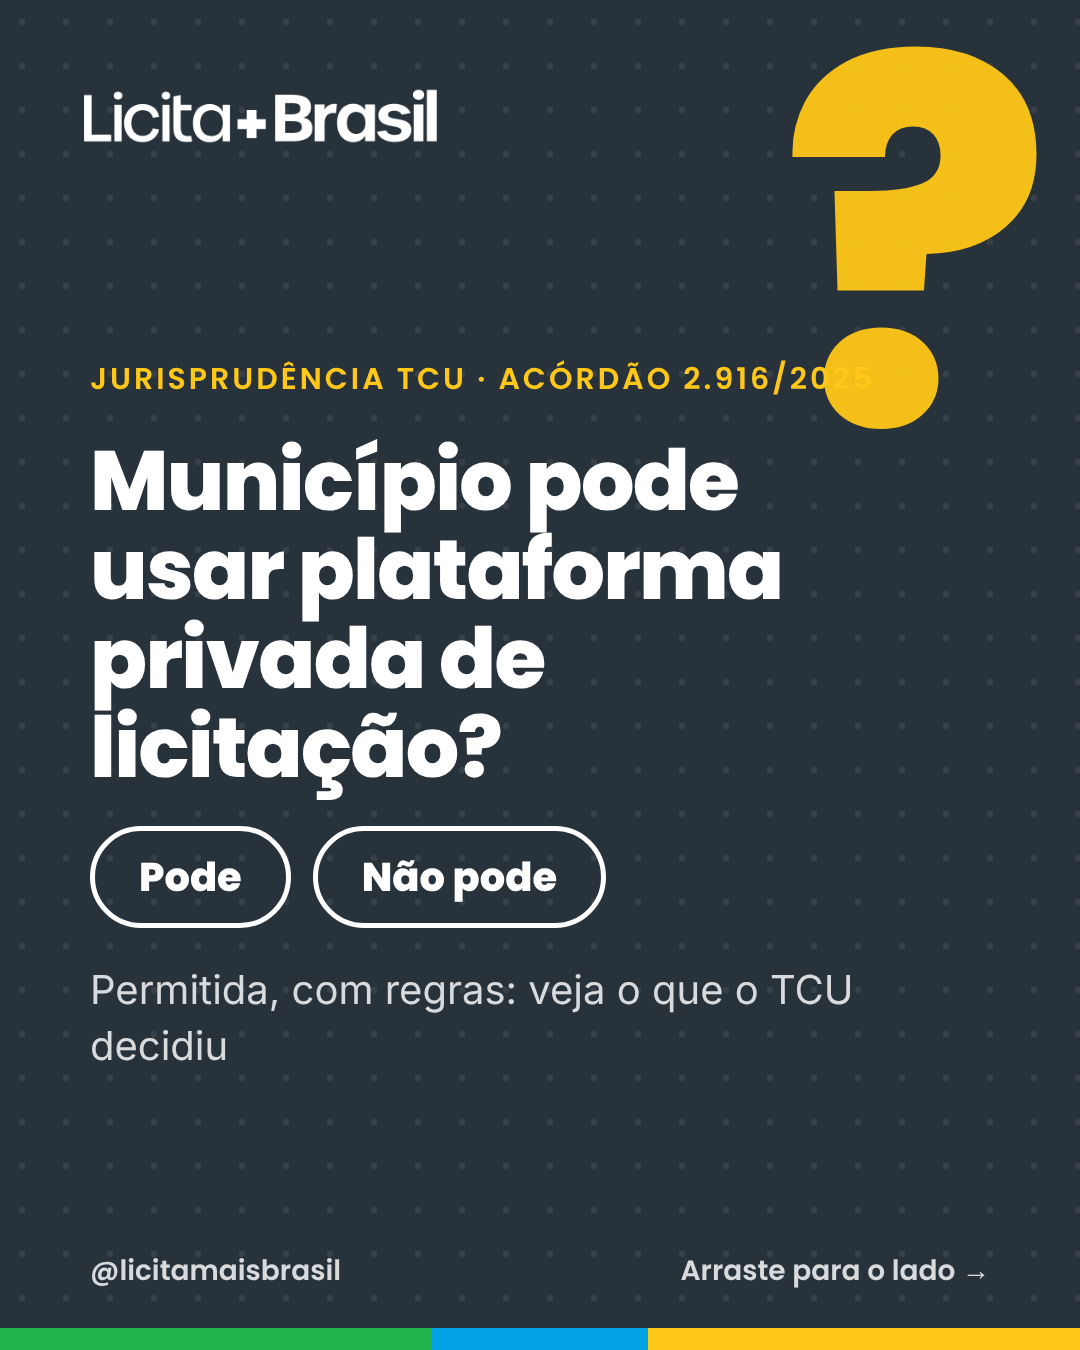 Licita+Brasil
?
JURISPRUDÊNCIA TCU · ACÓRDÃO 2.916/2025
Município pode
usar plataforma
privada de
licitação?
Pode
Não pode
Permitida, com regras: veja o que o TCU
decidiu
@licitamaisbrasil
Arraste para o lado →